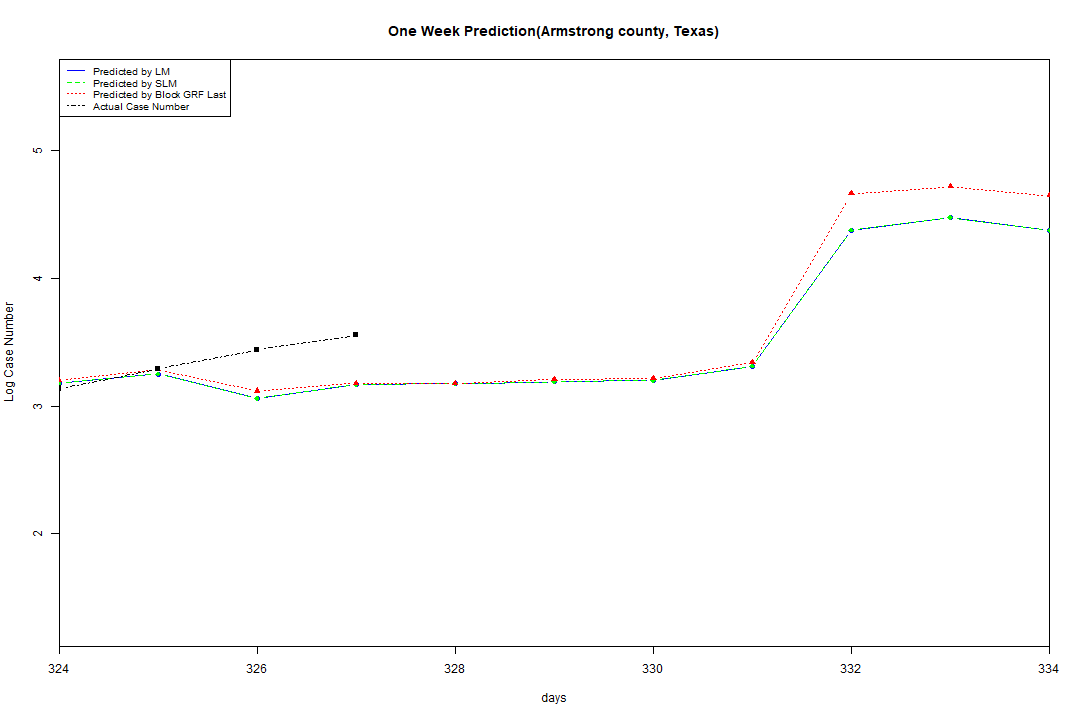 One Week Prediction(Armstrong county, Texas)
Predicted by LM
Predicted by SLM
Predicted by Block GRF Last
Actual Case Number
5
4
3
2
Log Case Number
324 326 328 330 332 334
days